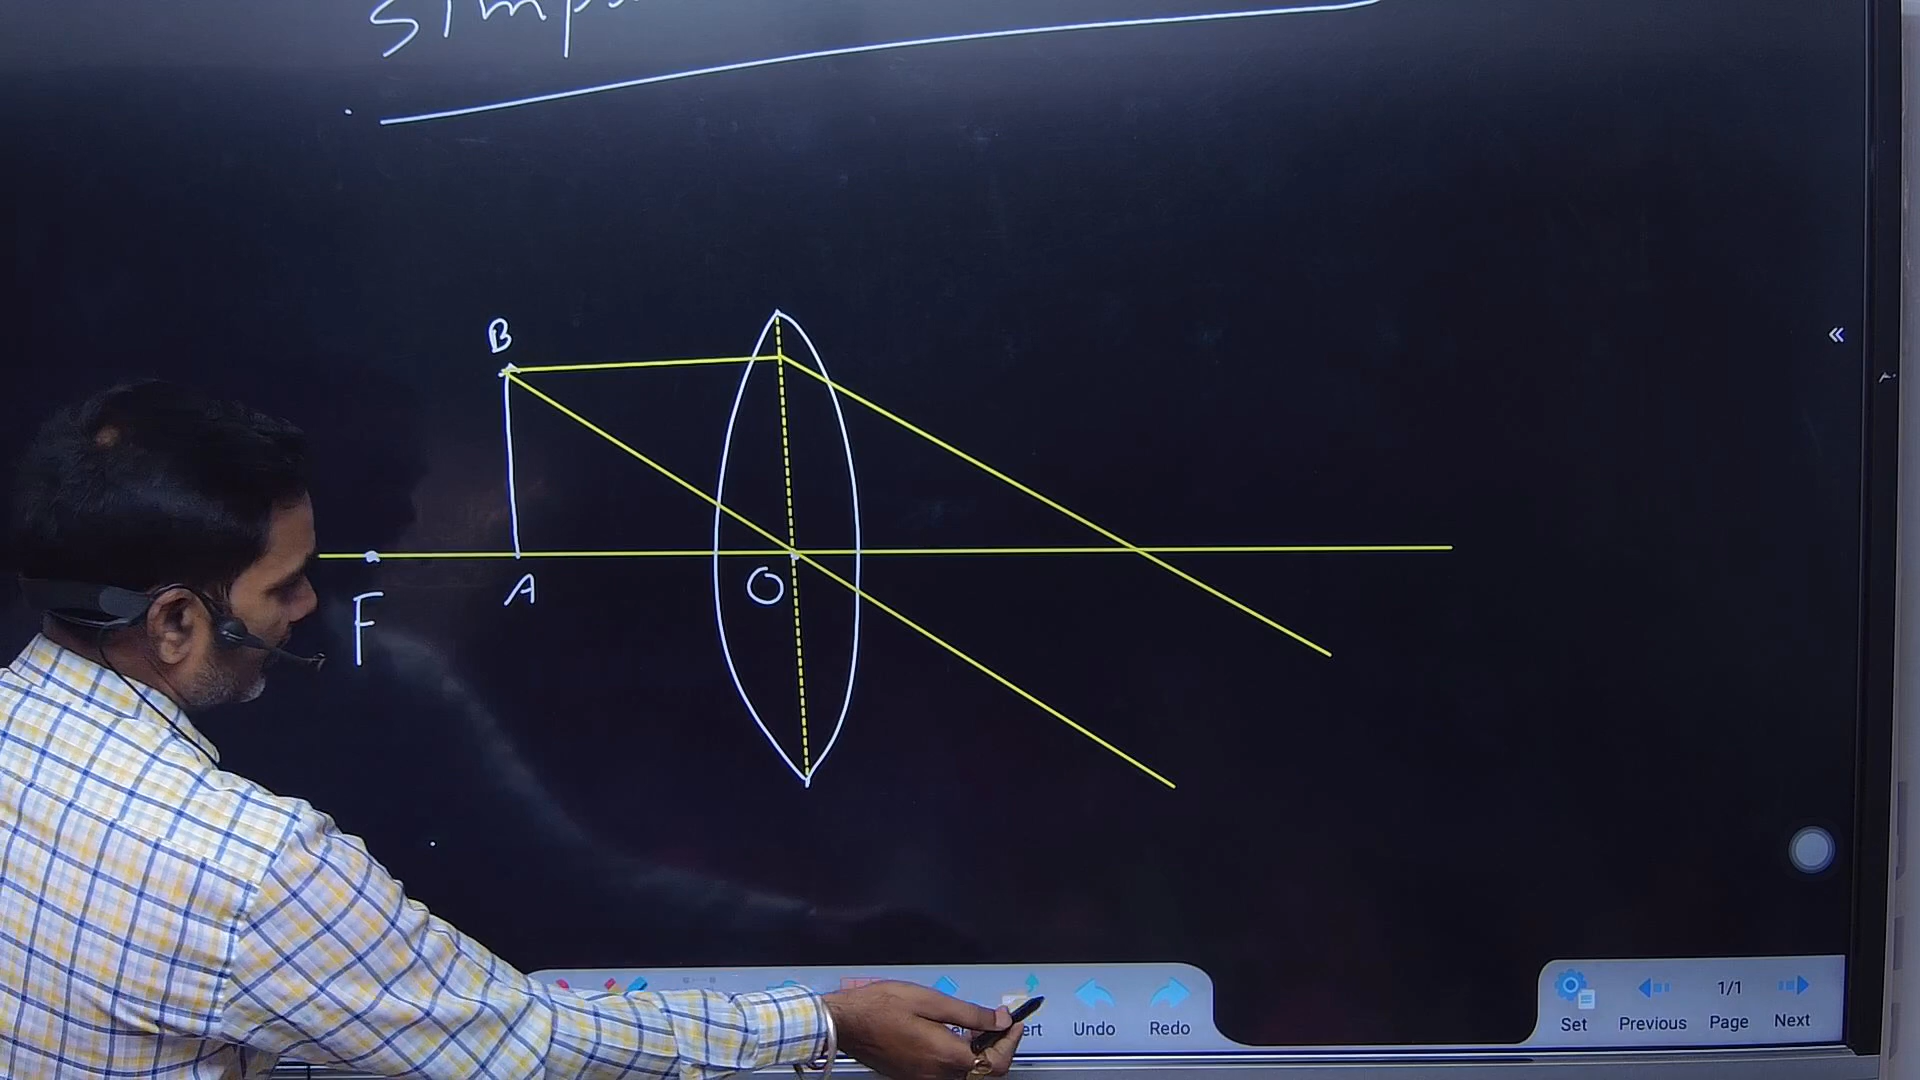 B
A
O
F
Undo
Redo
Set
Previous
1/1
Page
Next